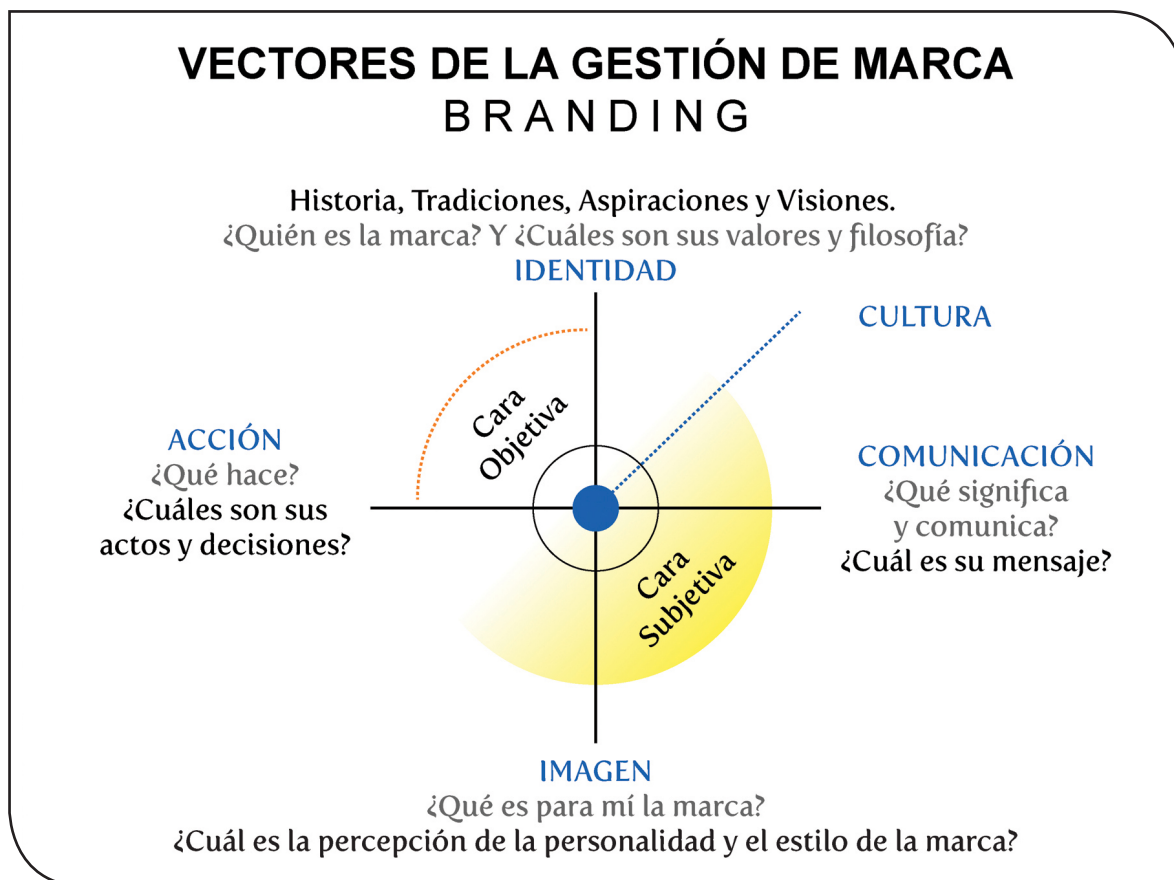 VECTORES DE LA GESTIÓN DE MARCA
BRANDING
Historia, Tradiciones, Aspiraciones y Visiones.
¿Quién es la marca? Y ¿Cuáles son sus valores y filosofía?
IDENTIDAD
CULTURA
Cara
Objetiva
ACCIÓN
¿Qué hace?
¿Cuáles son sus
actos y decisiones?
COMUNICACIÓN
¿Qué significa
y comunica?
¿Cuál es su mensaje?
Cara
Subjetiva
IMAGEN
¿Qué es para mí la marca?
¿Cuál es la percepción de la personalidad y el estilo de la marca?